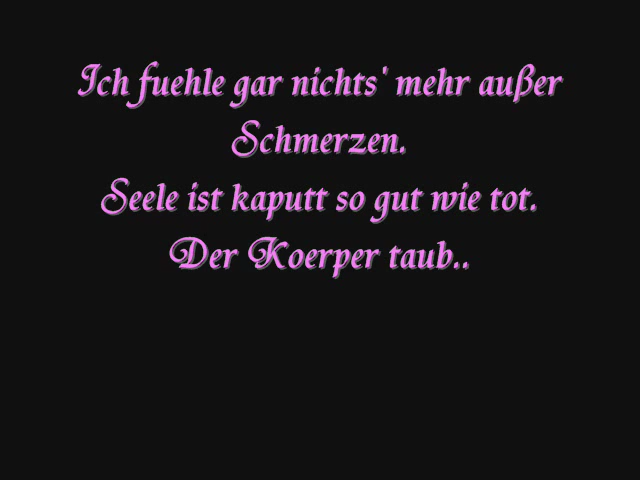 Ich fuehle gar nichts' mehr außer
Schmerzen.
Seele ist kaputt so gut wie tot.
Der Koerper taub..